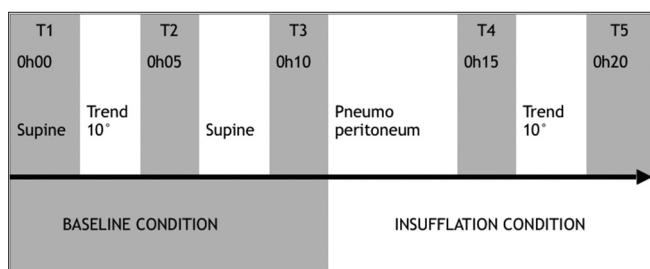 T1 T2 T3 T4 T5
0h00 0h05 0h10 0h15 0h20
Trend Pneumo Trend
Supine 10° Supine peritoneum 10°
BASELINE CONDITION INSUFFLATION CONDITION